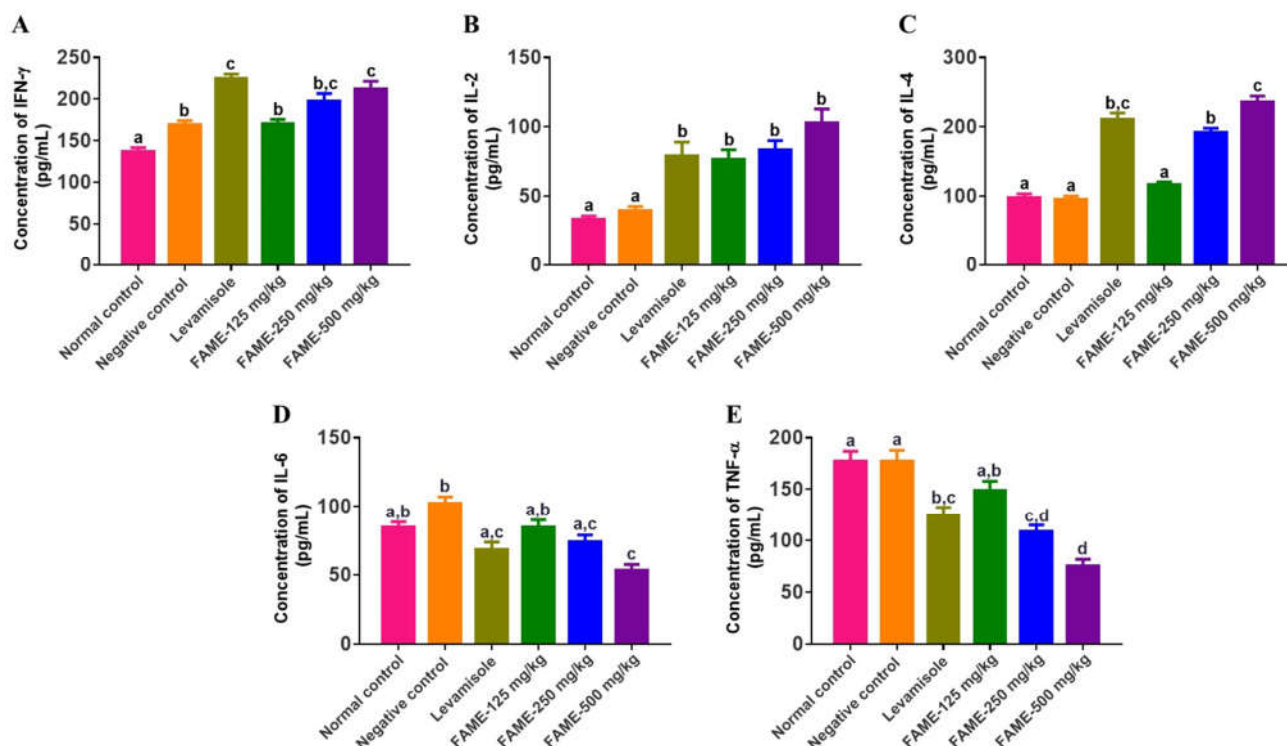 A
Concentration of IFN-γ
(pg/mL)
250
200
150
100
50
0
a
b
c
b
b,c
c
Normal control
Negative control
Levamisole
FAME-125 mg/kg
FAME-250 mg/kg
FAME-500 mg/kg
B
Concentration of IL-2
(pg/mL)
150
100
50
0
a
a
b
b
b
b
Normal control
Negative control
Levamisole
FAME-125 mg/kg
FAME-250 mg/kg
FAME-500 mg/kg
C
Concentration of IL-4
(pg/mL)
300
200
100
0
a
a
b,c
a
b
c
Normal control
Negative control
Levamisole
FAME-125 mg/kg
FAME-250 mg/kg
FAME-500 mg/kg
D
Concentration of IL-6
(pg/mL)
150
100
50
0
a,b
b
a,c
a,b
a,c
c
Normal control
Negative control
Levamisole
FAME-125 mg/kg
FAME-250 mg/kg
FAME-500 mg/kg
E
Concentration of TNF-α
(pg/mL)
200
150
100
50
0
a
a
b,c
a,b
c,d
d
Normal control
Negative control
Levamisole
FAME-125 mg/kg
FAME-250 mg/kg
FAME-500 mg/kg